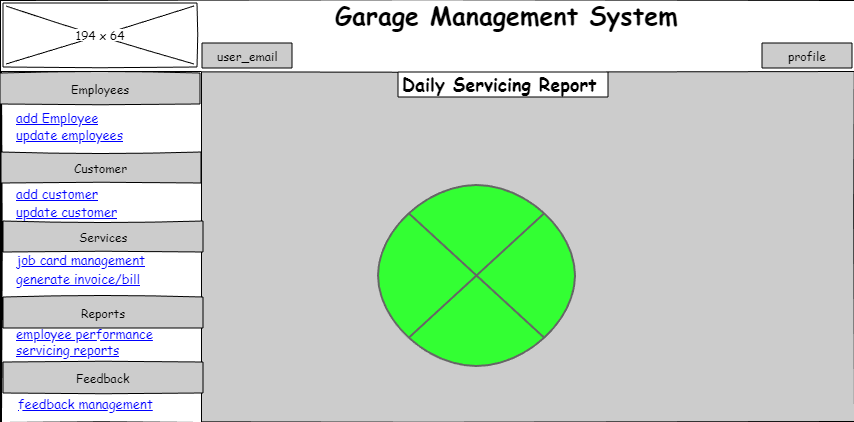 Garage Management System
194 x 64
user_email
profile
Daily Servicing Report
Employees
add Employee
update employees
Customer
add customer
update customer
Services
job card management
generate invoice/bill
Reports
employee performance
servicing reports
Feedback
feedback management